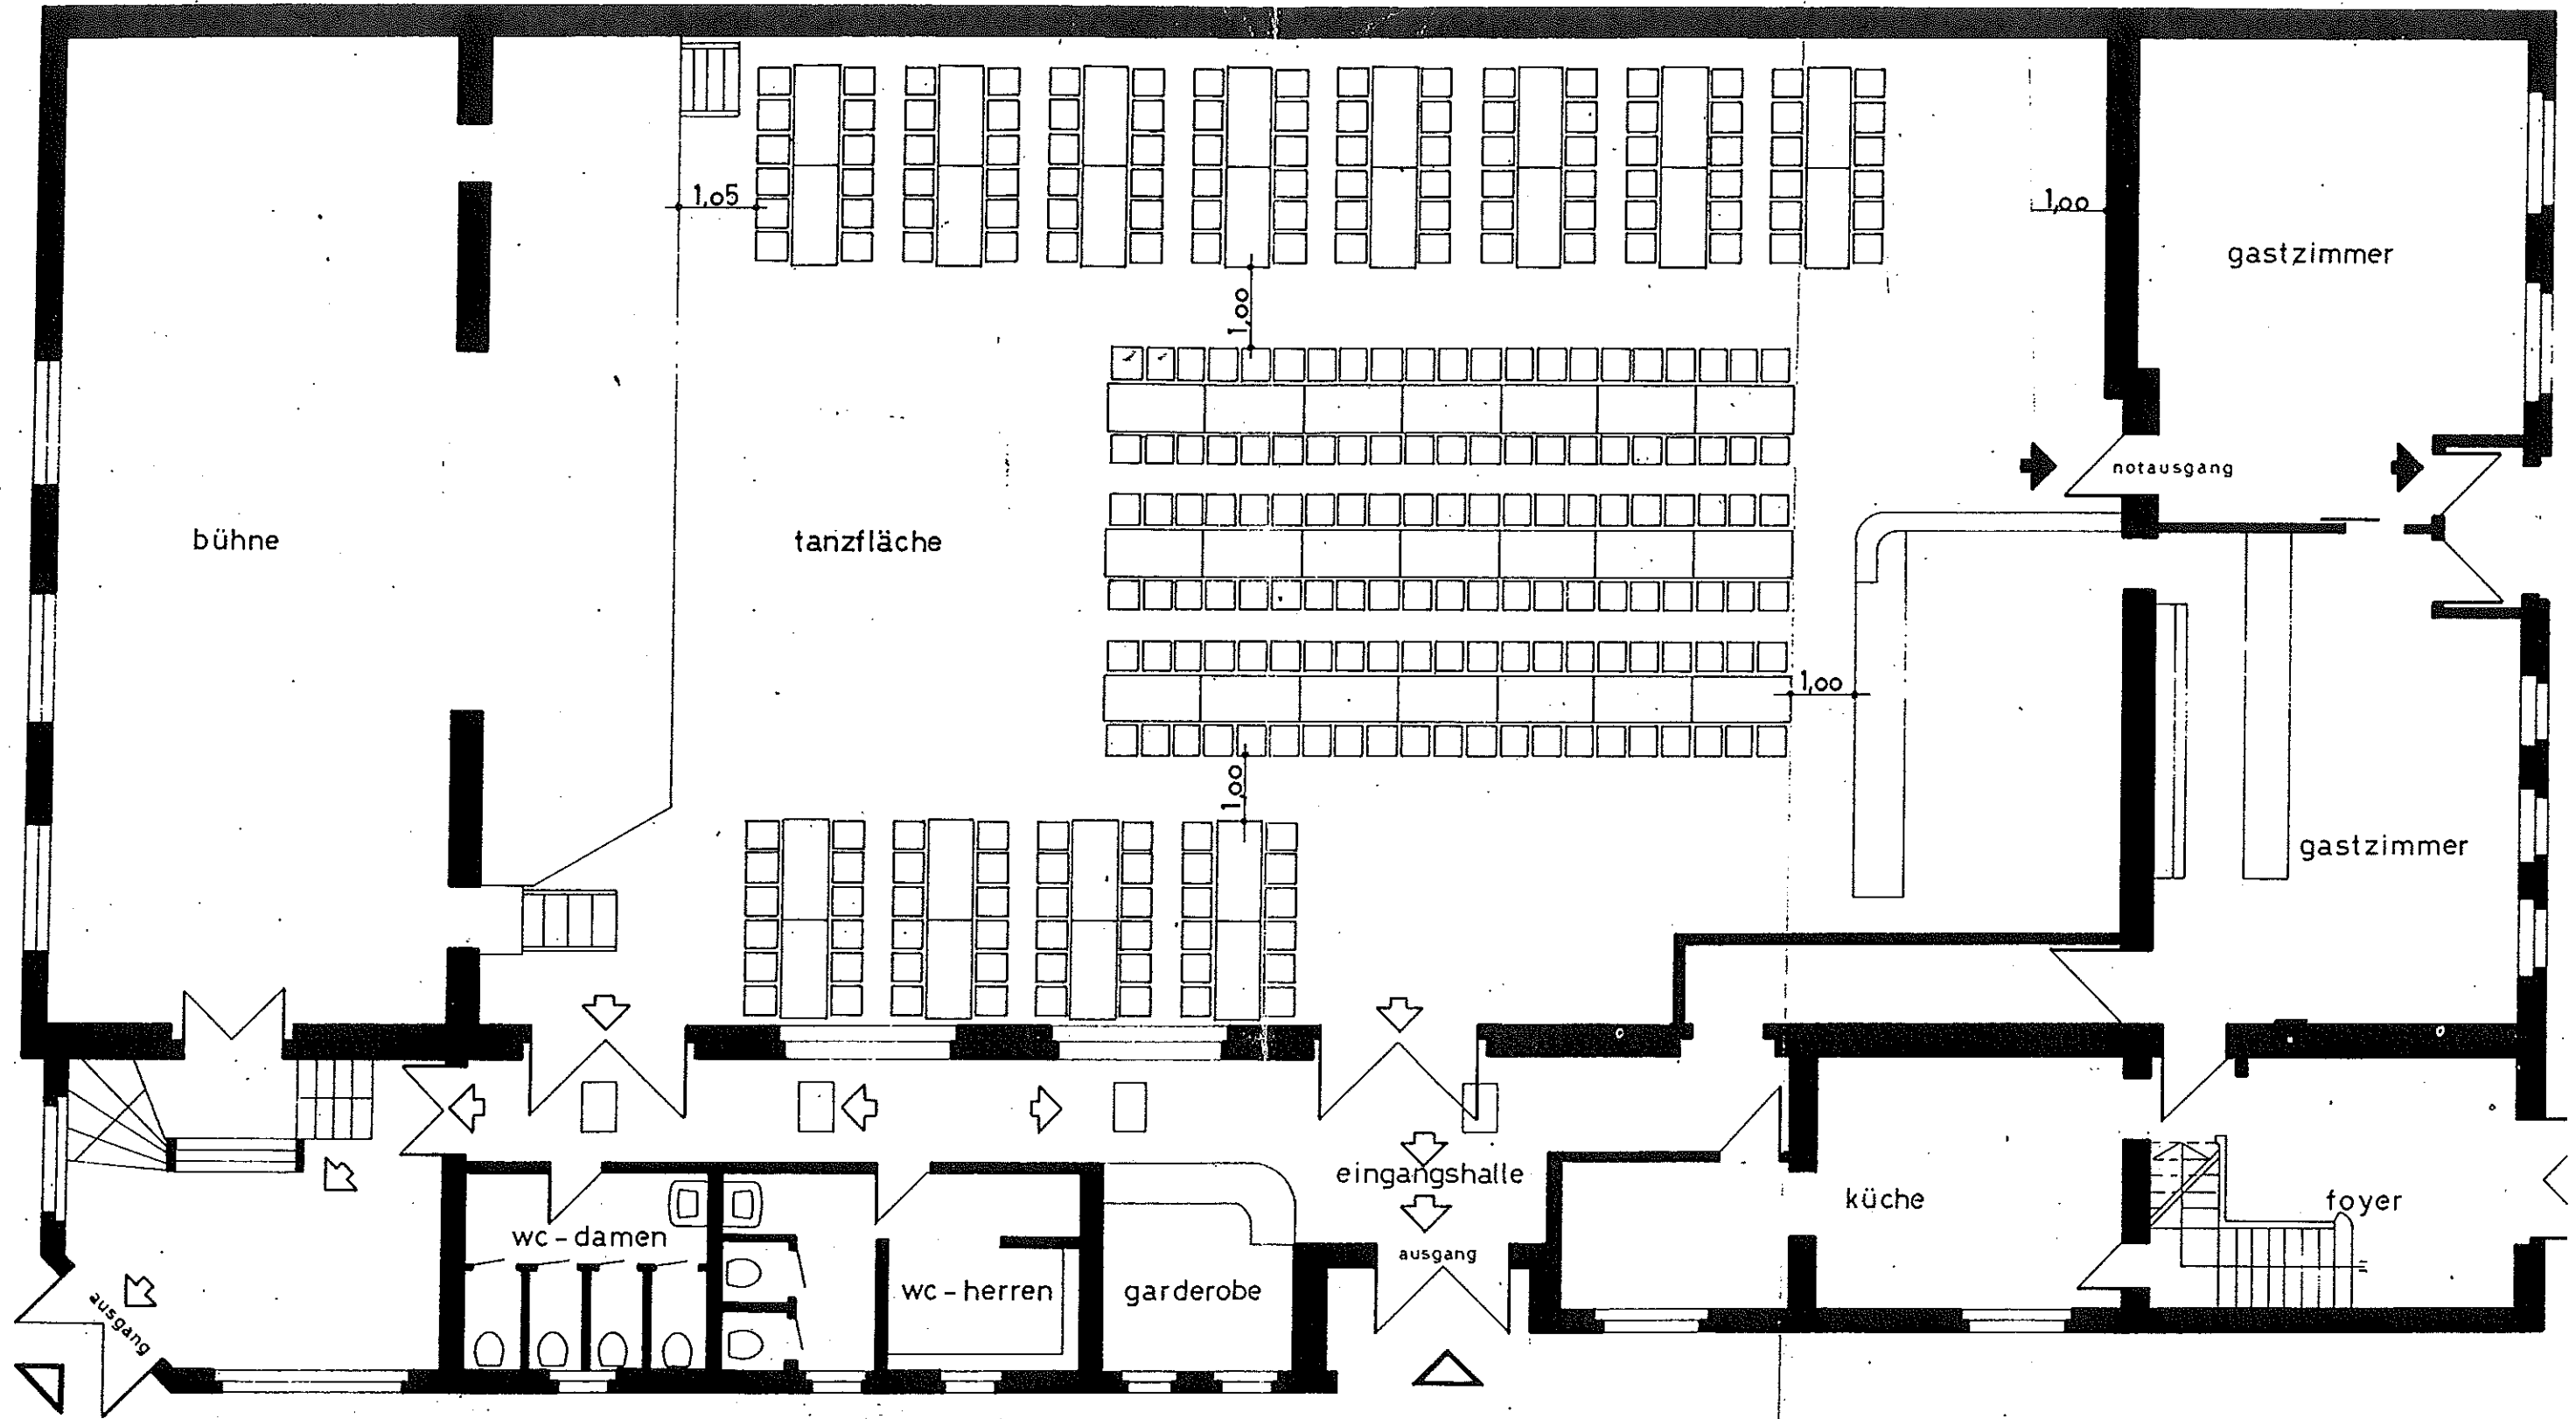 1,05
1,00
gastzimmer
1,00
notausgang
bühne
tanzfläche
1,00
1,00
gastzimmer
eingangshalle
küche
foyer
wc-damen
ausgang
wc-herren
garderobe
ausgang